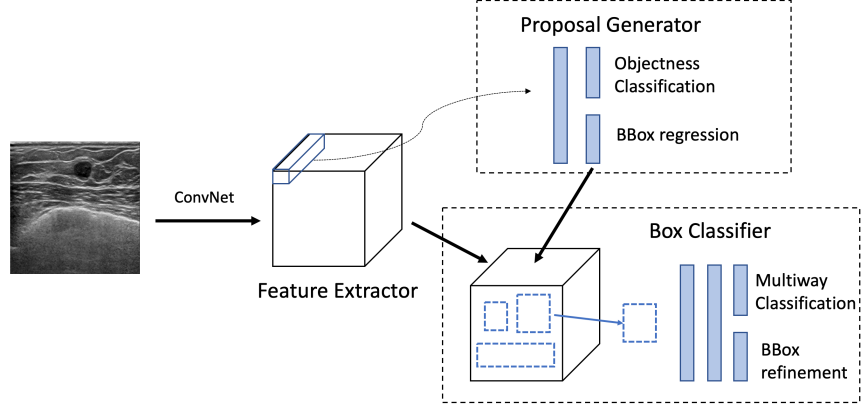 Proposal Generator
Objectness
Classification
BBox regression
ConvNet
Feature Extractor
Box Classifier
Multiway
Classification
BBox
refinement